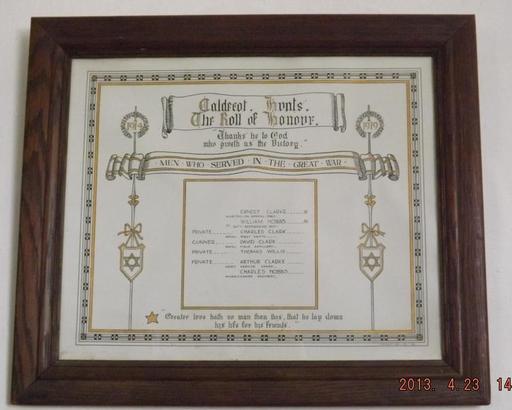 Caldecot. Hunts.
The Roll of Honour.
"Thanks be to God
who giveth us the Victory."
1914
1919
MEN · WHO · SERVED · IN · THE · GREAT · WAR ·
ERNEST CLARKE
WILLIAM HOBBS
PRIVATE CHARLES CLARK
GUNNER DAVID CLARK
PRIVATE THOMAS WILLIS
PRIVATE ARTHUR CLARKE
CHARLES HOBBS
"Greater love hath no man than this, that he lay down
his life for his friends."
2013. 4.23 14